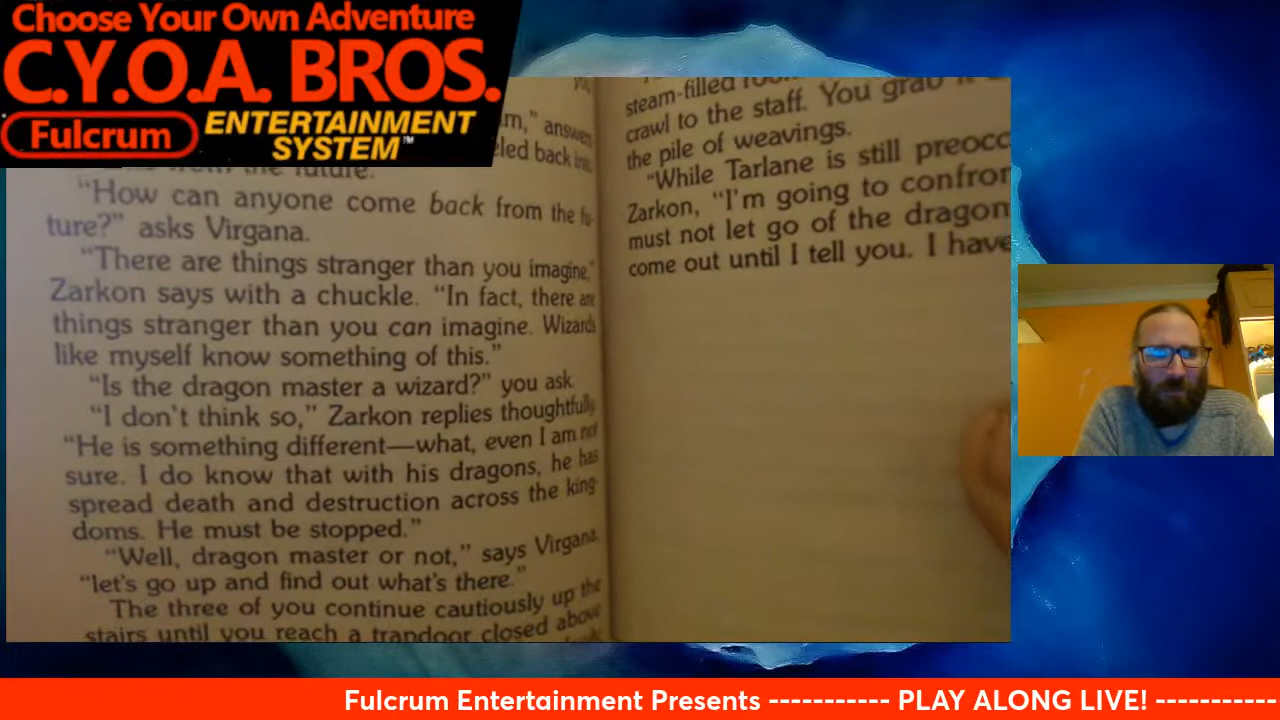 Choose Your Own Adventure
C.Y.O.A. BROS.
Fulcrum ENTERTAINMENT
SYSTEM™
answers
back
from the future.
"How can anyone come back from the fu-
ture?" asks Virgana.
"There are things stranger than you imagine,"
Zarkon says with a chuckle. "In fact, there are
things stranger than you can imagine. Wizards
like myself know something of this."
"Is the dragon master a wizard?" you ask.
"I don't think so," Zarkon replies thoughtfully.
"He is something different—what, even I am not
sure. I do know that with his dragons, he has
spread death and destruction across the king-
doms. He must be stopped."
"Well, dragon master or not," says Virgana,
"let's go up and find out what's there."
The three of you continue cautiously up the
stairs until you reach a trapdoor closed above
steam-filled
crawl to the staff. You grab it
the pile of weavings.
"While Tarlane is still
Zarkon, "I'm going to
must not let go of the dragon
come out until I tell you. I have
Fulcrum Entertainment Presents ----------- PLAY ALONG LIVE! -----------